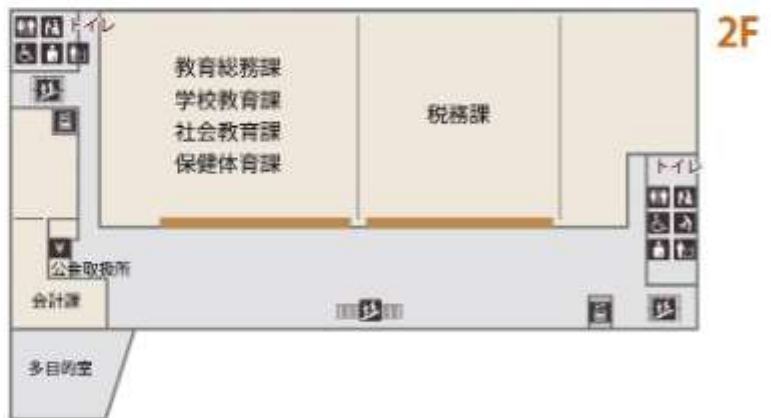 2F
トイレ
教育総務課
学校教育課
社会教育課
保健体育課
税務課
トイレ
公金取扱所
会計課
多目的室